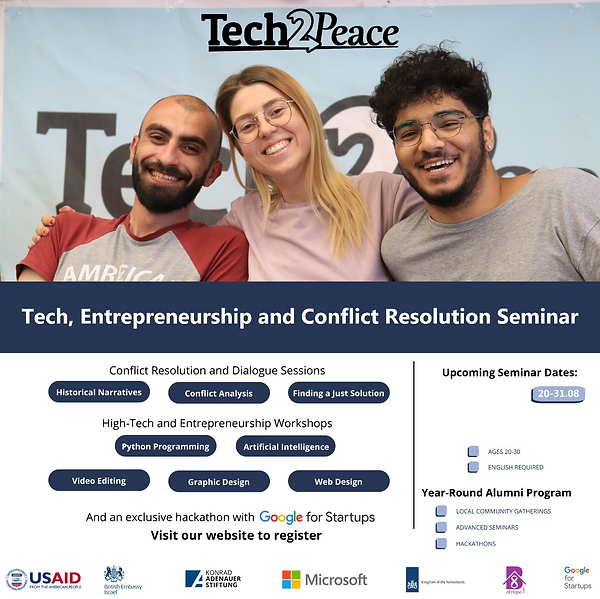 Tech2Peace
Tech2
AMERICA
Tech, Entrepreneurship and Conflict Resolution Seminar
Conflict Resolution and Dialogue Sessions
Historical Narratives
Conflict Analysis
Finding a Just Solution
High-Tech and Entrepreneurship Workshops
Python Programming
Artificial Intelligence
Video Editing
Graphic Design
Web Design
And an exclusive hackathon with Google for Startups
Visit our website to register
Upcoming Seminar Dates:
20-31.08
AGES 20-30
ENGLISH REQUIRED
Year-Round Alumni Program
LOCAL COMMUNITY GATHERINGS
ADVANCED SEMINARS
HACKATHONS
USAID
FROM THE AMERICAN PEOPLE
British Embassy
Israel
KONRAD
ADENAUER
STIFTUNG
Microsoft
Kingdom of the Netherlands
of Hope
Google
for Startups